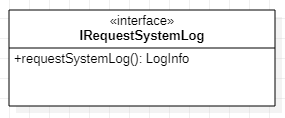 «interface»
IRequestSystemLog
+requestSystemLog(): LogInfo